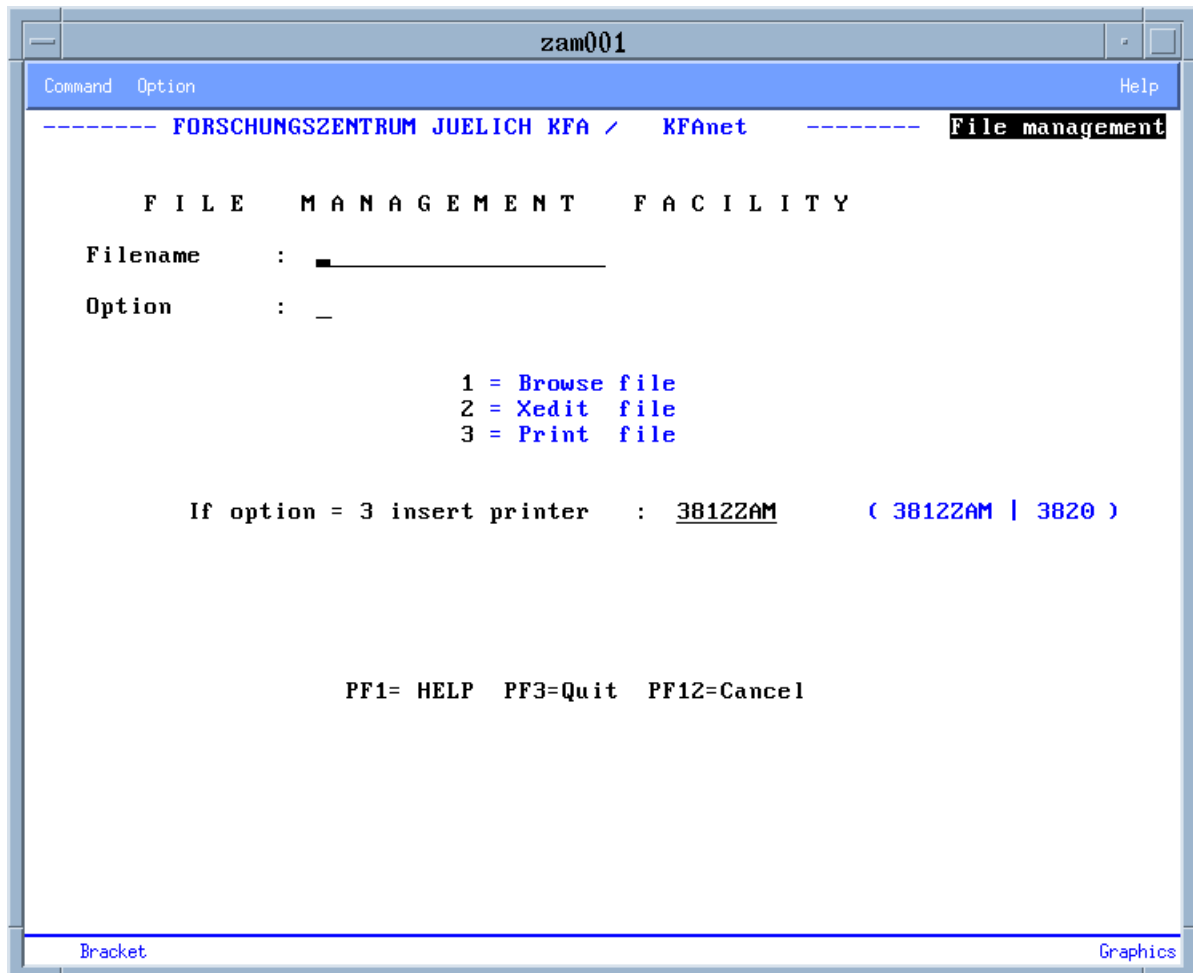 zam001
Command Option Help
-------- FORSCHUNGSZENTRUM JUELICH KFA / KFAnet -------- File management
F I L E M A N A G E M E N T F A C I L I T Y
Filename :
Option : _
1 = Browse file
2 = Xedit file
3 = Print file
If option = 3 insert printer : 3812ZAM ( 3812ZAM | 3820 )
PF1= HELP PF3=Quit PF12=Cancel
Bracket Graphics